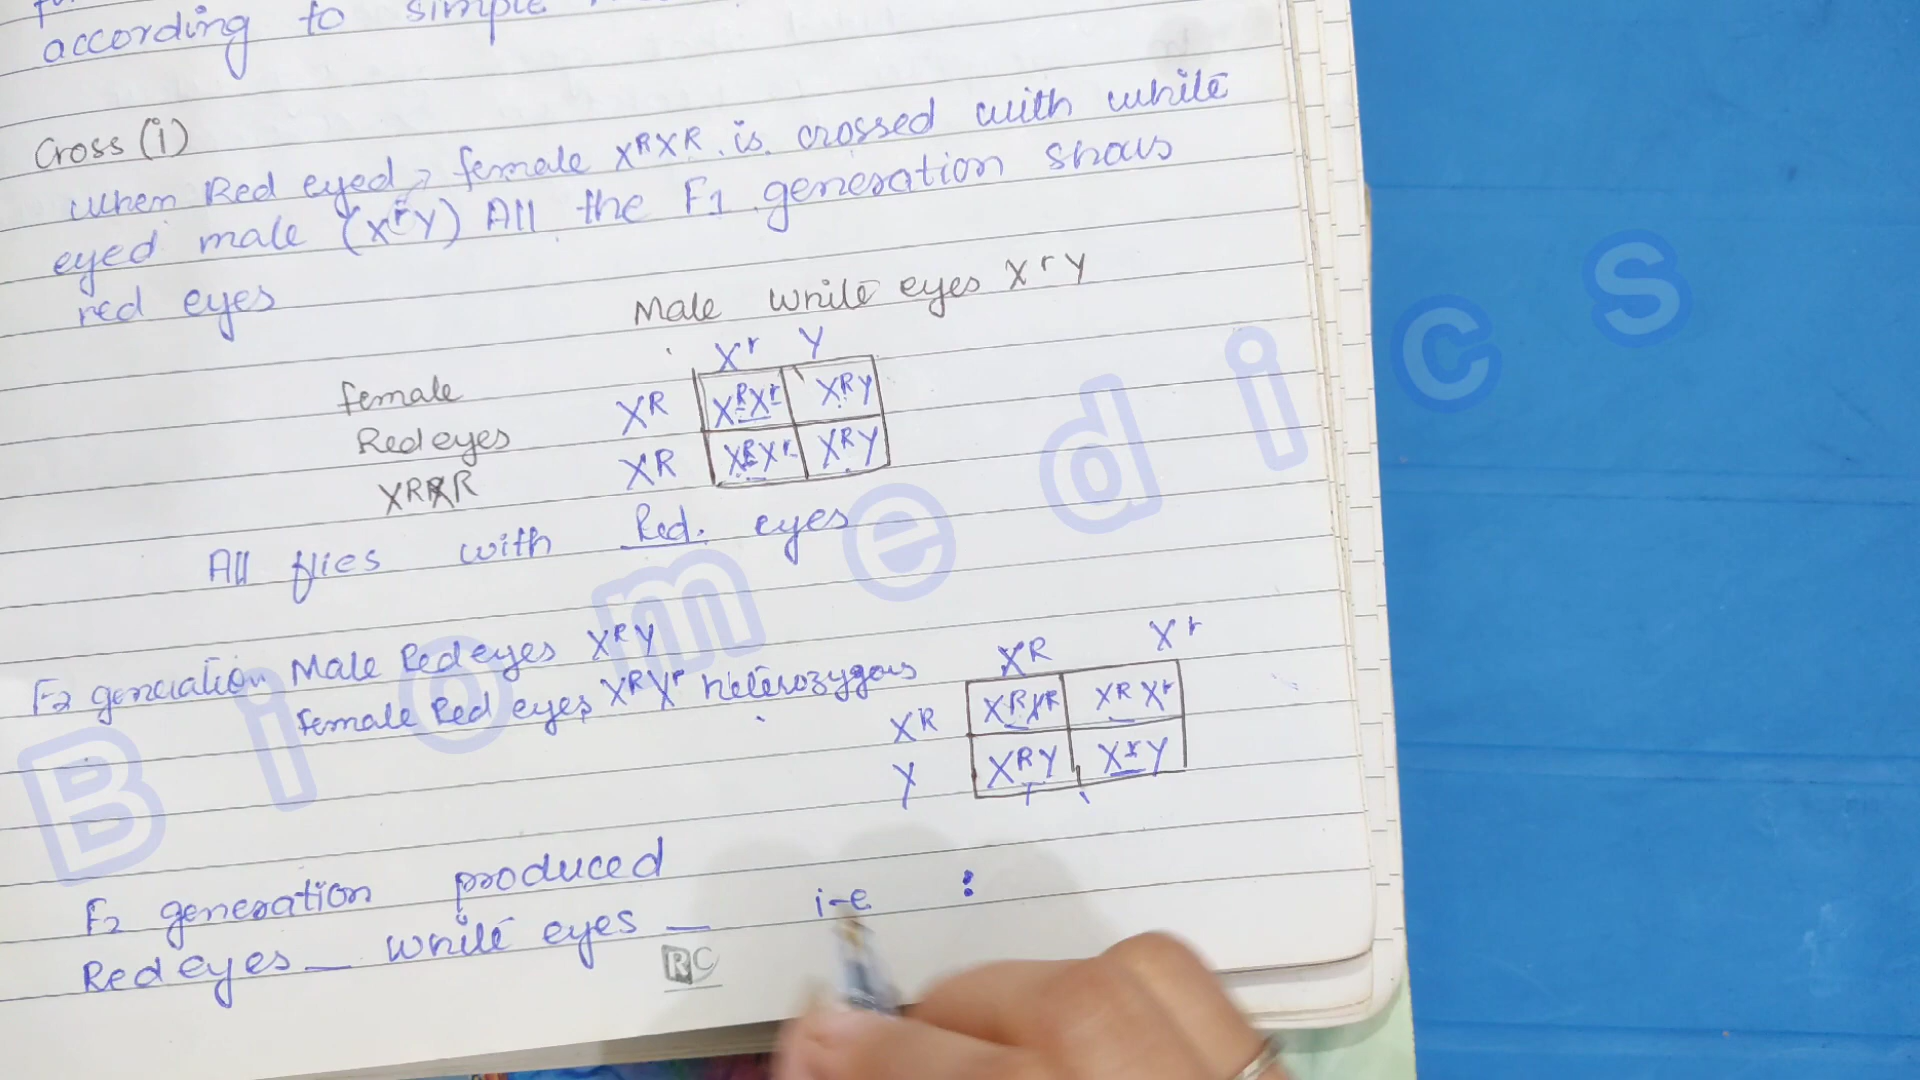 according to simple
Cross (i)
When Red eyed, female XᴿXᴿ. is. crossed with white
eyed male (XʳY) All the F1 generation shows
red eyes
Male white eyes XʳY
Xʳ Y
female XᴿXʳ XᴿY
Red eyes Xᴿ
XᴿXᴿ Xᴿ XᴿXʳ XᴿY
All flies with Red. eyes
F2 generation Male Red eyes XᴿY
Female Red eyes XᴿXʳ heterozygous
Xᴿ Xʳ
Xᴿ XᴿXᴿ XᴿXʳ
Y XᴿY XʳY
F2 generation produced
Red eyes _ white eyes _ i-e :
RC
Biomedics